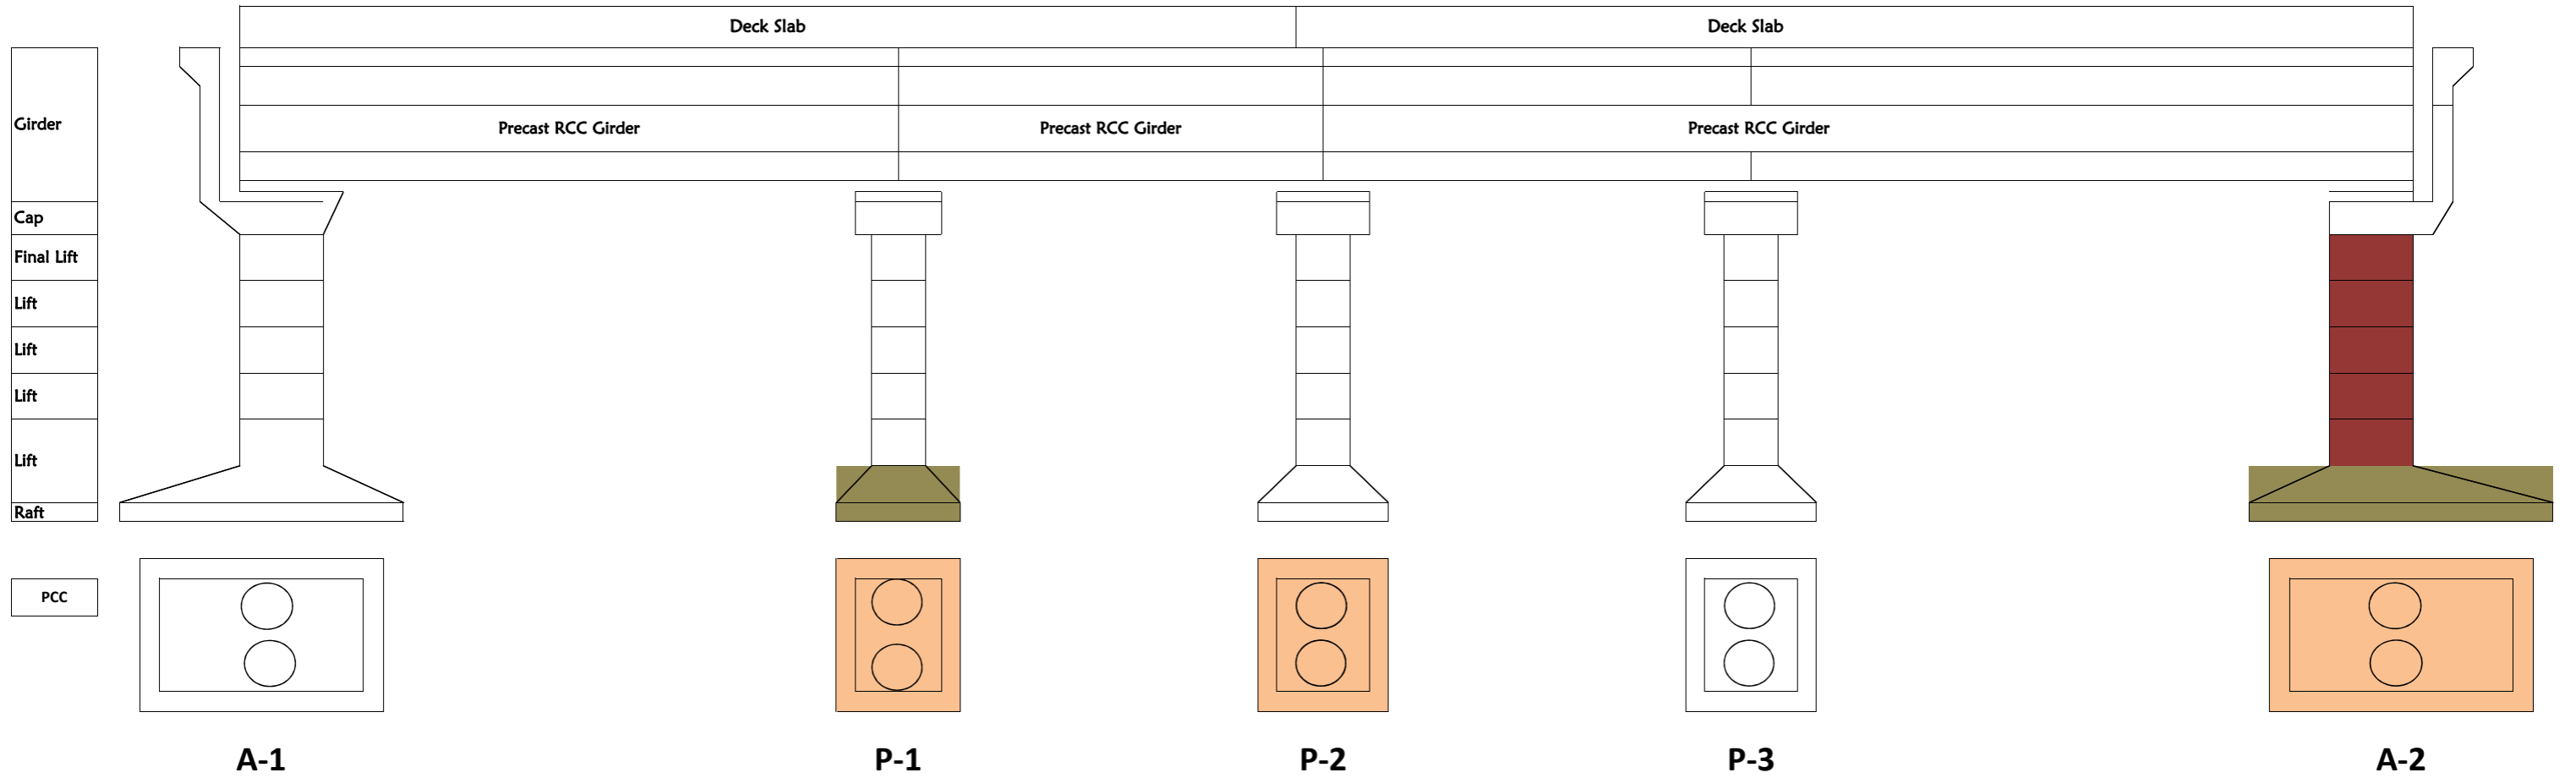 Deck Slab
Deck Slab
Girder
Precast RCC Girder
Precast RCC Girder
Precast RCC Girder
Cap
Final Lift
Lift
Lift
Lift
Lift
Raft
PCC
A-1
P-1
P-2
P-3
A-2